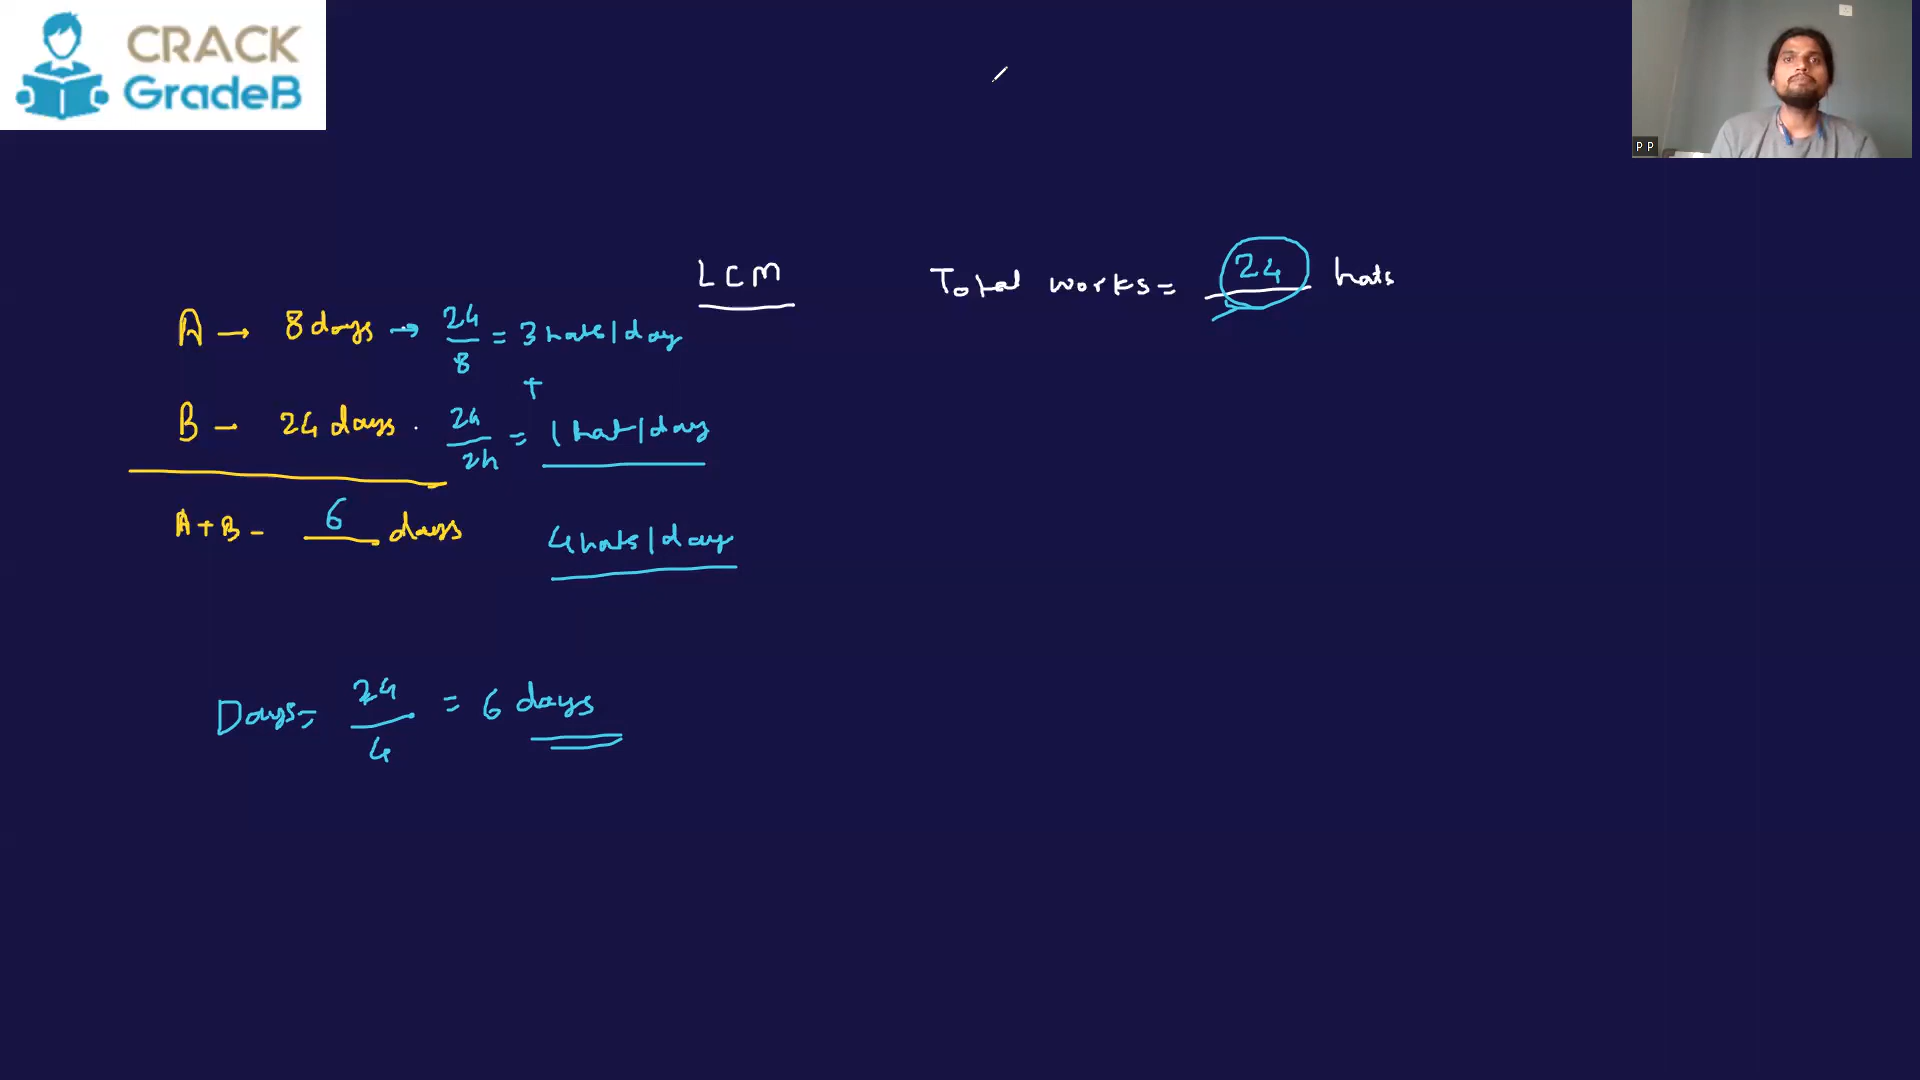 CRACK
GradeB
P P
LCM
Total works = 24 hats
A → 8 days → 24/8 = 3 hats/day
+
B - 24 days . 24/24 = 1 hat/day
A+B - 6 days
4 hats/day
Days = 24/4 = 6 days